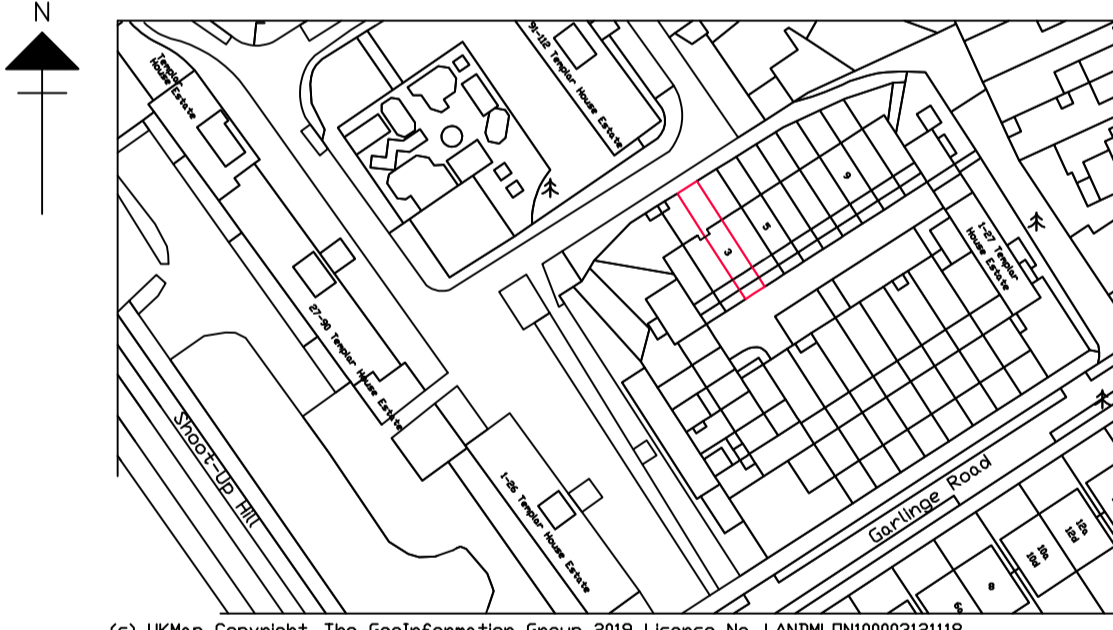 N
Templar
House Estate
91-112 Templar House Estate
9
5
3
1-27 Templar
House Estate
27-90 Templar House Estate
Shoot-Up Hill
1-26 Templar House Estate
Garlinge Road
12a
12d
10a
10d
8
6a
(c) UKMap Copyright. The GeoInformation Group 2019 License No. LANDMLON100003121118